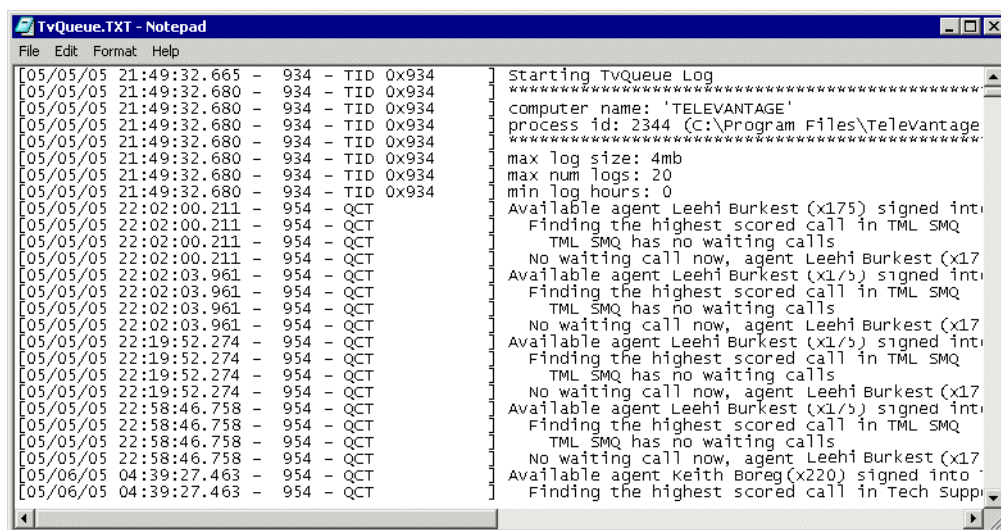 TvQueue.TXT - Notepad
File Edit Format Help
[05/05/05 21:49:32.665 - 934 - TID 0x934 ] Starting TvQueue Log
[05/05/05 21:49:32.680 - 934 - TID 0x934 ] **************************************************
[05/05/05 21:49:32.680 - 934 - TID 0x934 ] computer name: 'TELEVANTAGE'
[05/05/05 21:49:32.680 - 934 - TID 0x934 ] process id: 2344 (C:\Program Files\TeleVantage
[05/05/05 21:49:32.680 - 934 - TID 0x934 ] **************************************************
[05/05/05 21:49:32.680 - 934 - TID 0x934 ] max log size: 4mb
[05/05/05 21:49:32.680 - 934 - TID 0x934 ] max num logs: 20
[05/05/05 21:49:32.680 - 934 - TID 0x934 ] min log hours: 0
[05/05/05 22:02:00.211 - 954 - QCT ] Available agent Leehi Burkest (x175) signed into
[05/05/05 22:02:00.211 - 954 - QCT ] Finding the highest scored call in TML SMQ
[05/05/05 22:02:00.211 - 954 - QCT ] TML SMQ has no waiting calls
[05/05/05 22:02:00.211 - 954 - QCT ] No waiting call now, agent Leehi Burkest (x17
[05/05/05 22:02:03.961 - 954 - QCT ] Available agent Leehi Burkest (x175) signed into
[05/05/05 22:02:03.961 - 954 - QCT ] Finding the highest scored call in TML SMQ
[05/05/05 22:02:03.961 - 954 - QCT ] TML SMQ has no waiting calls
[05/05/05 22:02:03.961 - 954 - QCT ] No waiting call now, agent Leehi Burkest (x17
[05/05/05 22:19:52.274 - 954 - QCT ] Available agent Leehi Burkest (x175) signed into
[05/05/05 22:19:52.274 - 954 - QCT ] Finding the highest scored call in TML SMQ
[05/05/05 22:19:52.274 - 954 - QCT ] TML SMQ has no waiting calls
[05/05/05 22:19:52.274 - 954 - QCT ] No waiting call now, agent Leehi Burkest (x17
[05/05/05 22:58:46.758 - 954 - QCT ] Available agent Leehi Burkest (x175) signed into
[05/05/05 22:58:46.758 - 954 - QCT ] Finding the highest scored call in TML SMQ
[05/05/05 22:58:46.758 - 954 - QCT ] TML SMQ has no waiting calls
[05/05/05 22:58:46.758 - 954 - QCT ] No waiting call now, agent Leehi Burkest (x17
[05/06/05 04:39:27.463 - 954 - QCT ] Available agent Keith Boreg (x220) signed into
[05/06/05 04:39:27.463 - 954 - QCT ] Finding the highest scored call in Tech Supp